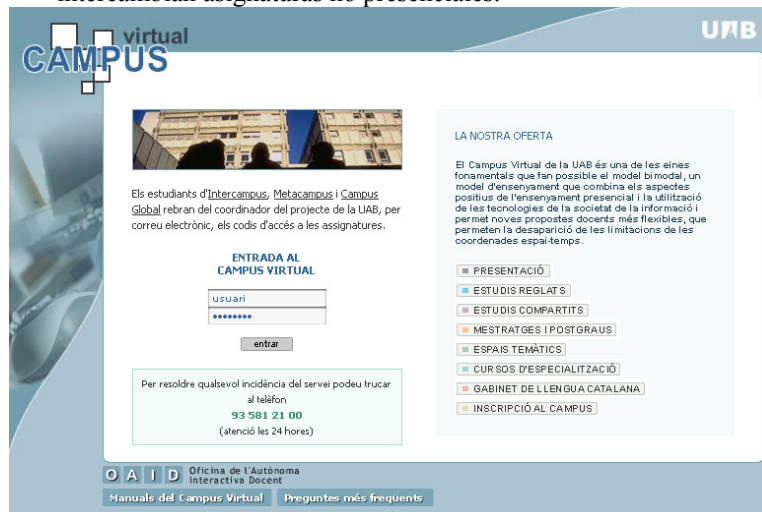 intercambian asignaturas no presenciales.
virtual
CAMPUS
UAB
Els estudiants d'Intercampus, Metacampus i Campus
Global rebran del coordinador del projecte de la UAB, per
correu electrònic, els codis d'accés a les assignatures.
ENTRADA AL
CAMPUS VIRTUAL
usuari
••••••••
entrar
Per resoldre qualsevol incidència del servei podeu trucar
al telèfon
93 581 21 00
(atenció les 24 hores)
LA NOSTRA OFERTA
El Campus Virtual de la UAB és una de les eines
fonamentals que fan possible el model bimodal, un
model d'ensenyament que combina els aspectes
positius de l'ensenyament presencial i la utilització
de les tecnologies de la societat de la informació i
permet noves propostes docents més flexibles, que
permeten la desaparició de les limitacions de les
coordenades espai-temps.
PRESENTACIÓ
ESTUDIS REGLATS
ESTUDIS COMPARTITS
MESTRATGES I POSTGRAUS
ESPAIS TEMÀTICS
CURSOS D'ESPECIALITZACIÓ
GABINET DE LLENGUA CATALANA
INSCRIPCIÓ AL CAMPUS
OAID Oficina de l'Autònoma
Interactiva Docent
Manuals del Campus Virtual Preguntes més freqüents